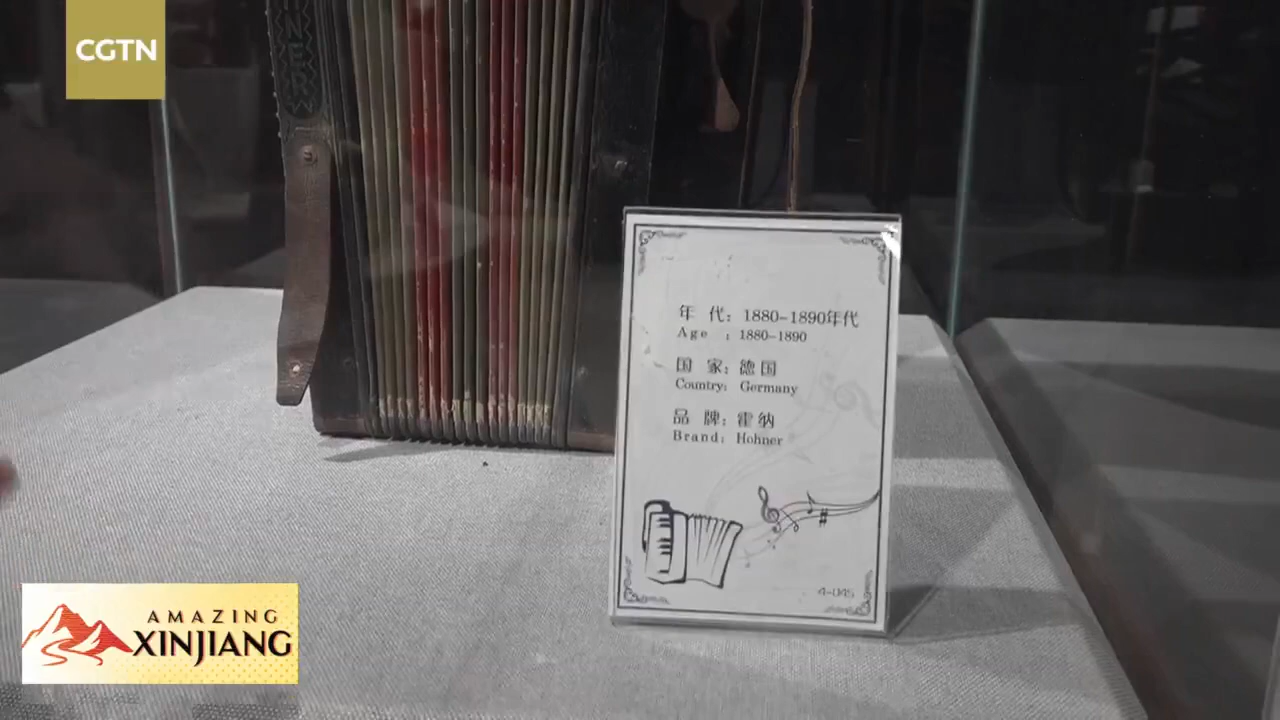 CGTN
年 代: 1880-1890年代
Age : 1880-1890
国 家: 德国
Country: Germany
品 牌: 霍纳
Brand: Hohner
4-045
AMAZING
XINJIANG